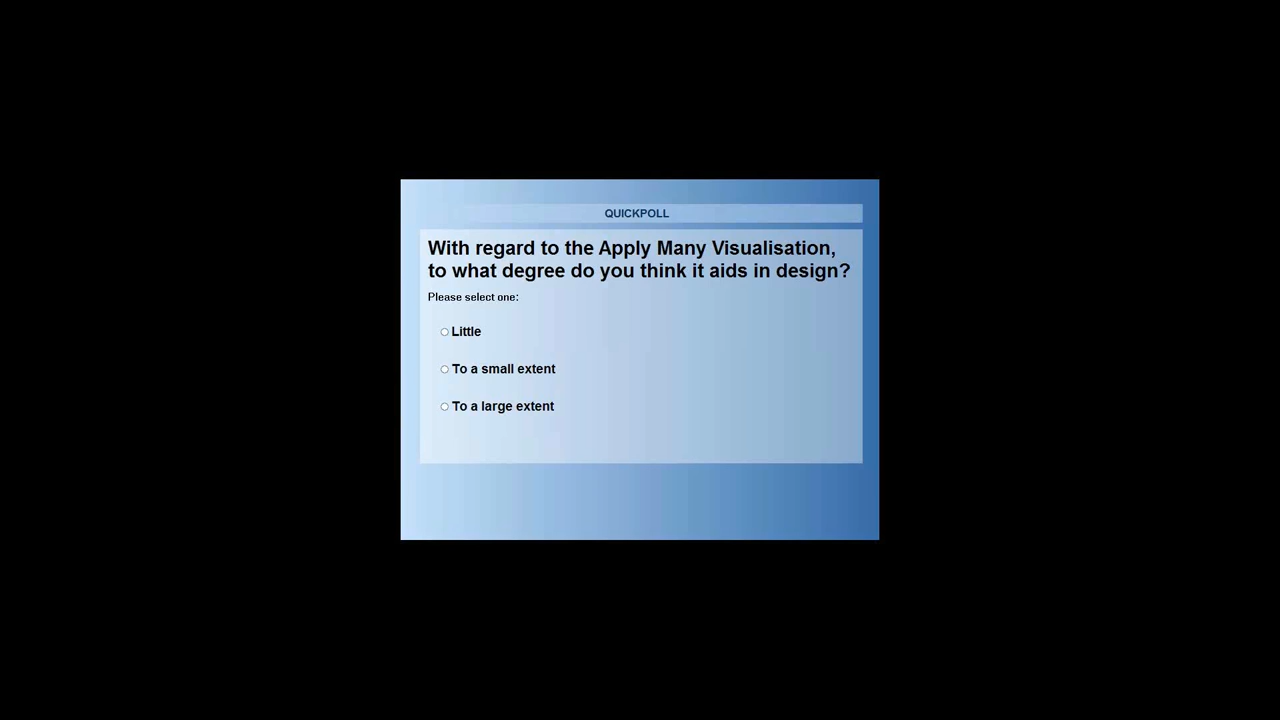 QUICKPOLL
With regard to the Apply Many Visualisation,
to what degree do you think it aids in design?
Please select one:
Little
To a small extent
To a large extent